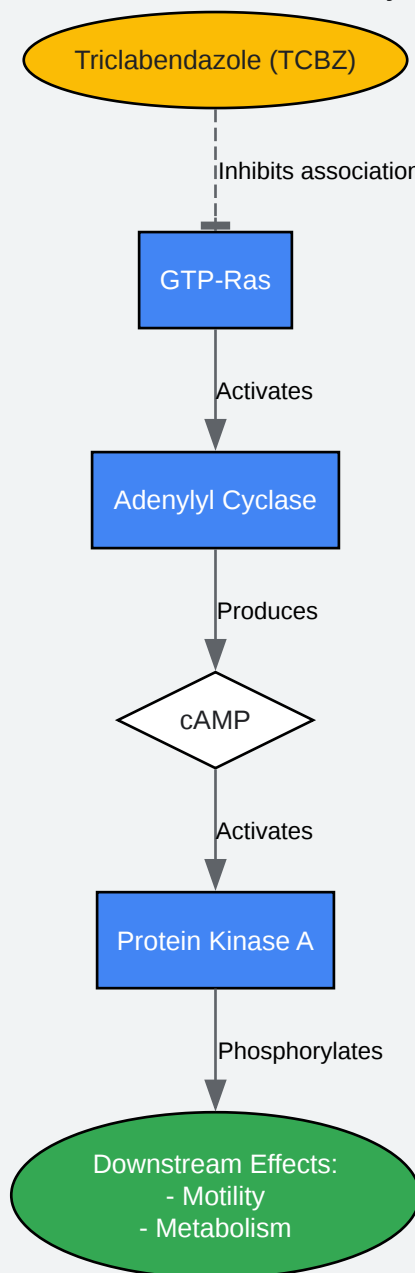 Triclabendazole (TCBZ)
Inhibits association
GTP-Ras
Activates
Adenylyl Cyclase
Produces
cAMP
Activates
Protein Kinase A
Phosphorylates
Downstream Effects:
- Motility
- Metabolism